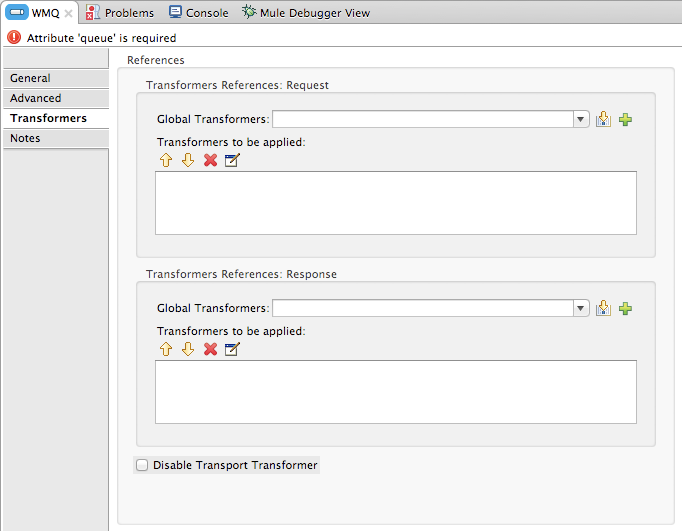 WMQ Problems Console Mule Debugger View
Attribute 'queue' is required
References
General
Advanced
Transformers
Notes
Transformers References: Request
Global Transformers:
Transformers to be applied:
Transformers References: Response
Global Transformers:
Transformers to be applied:
Disable Transport Transformer